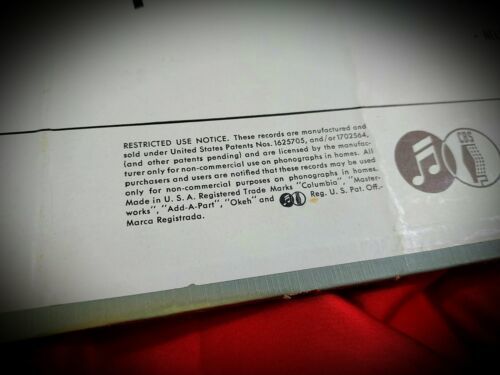 RESTRICTED USE NOTICE. These records are manufactured and
sold under United States Patents Nos. 1625705, and/or 1702564,
(and other patents pending) and are licensed by the manufac-
turer only for non-commercial use on phonographs in homes. All
purchasers and users are notified that these records may be used
only for non-commercial purposes on phonographs in homes.
Made in U. S. A. Registered Trade Marks "Columbia", "Master-
works", "Add-A-Part", "Okeh" and Reg. U. S. Pat. Off.-
Marca Registrada.
CBS